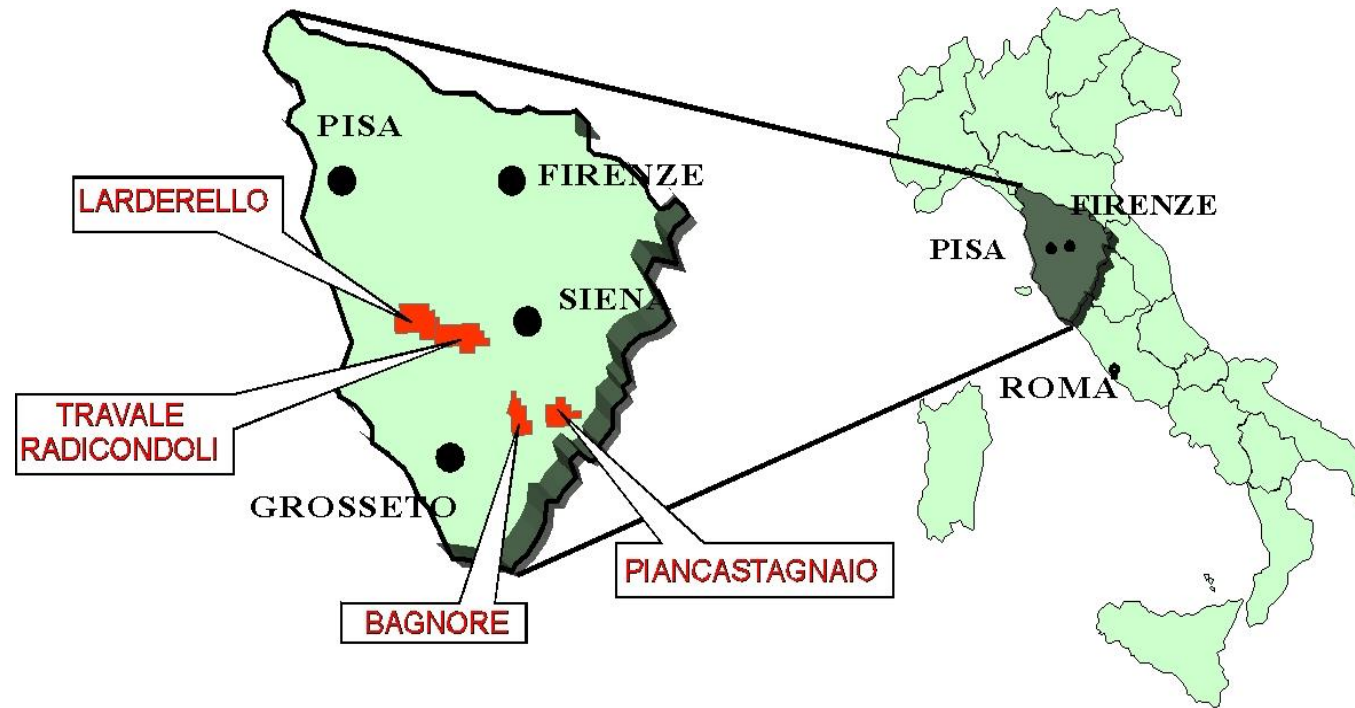 PISA
FIRENZE
LARDERELLO
SIENA
TRAVALE
RADICONDOLI
GROSSETO
BAGNORE
PIANCASTAGNAIO
FIRENZE
PISA
ROMA